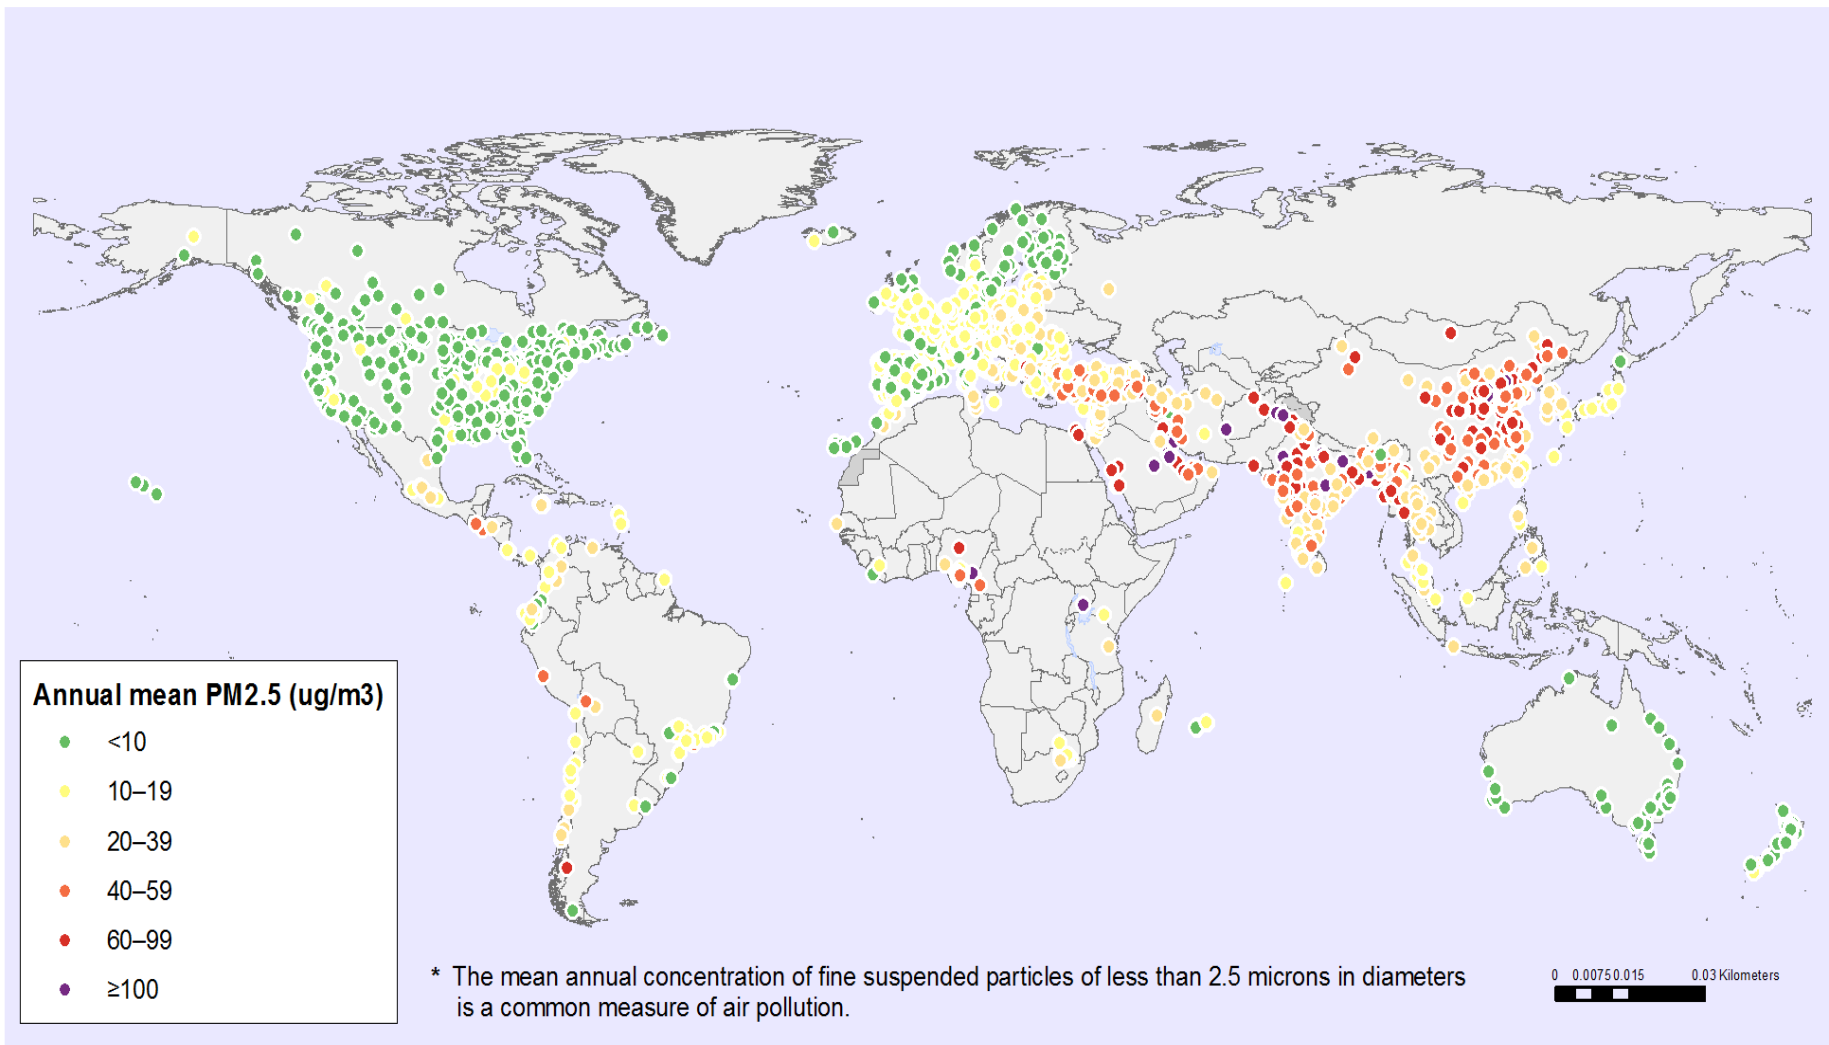 Annual mean PM2.5 (ug/m3)
<10
10–19
20–39
40–59
60–99
≥100
* The mean annual concentration of fine suspended particles of less than 2.5 microns in diameters
is a common measure of air pollution.
0 0.0075 0.015 0.03 Kilometers